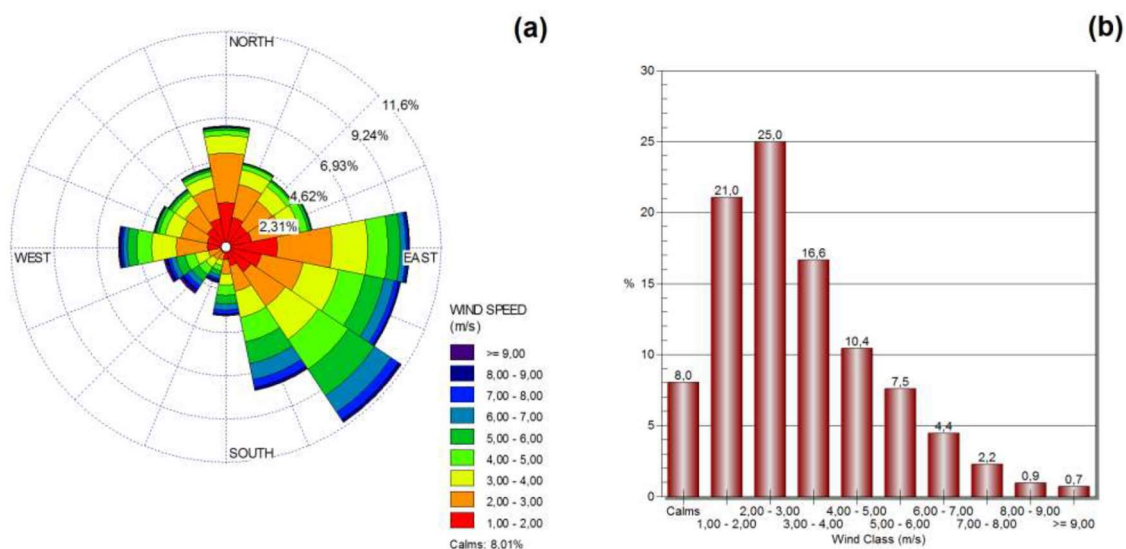 (a)
NORTH
11,6%
9,24%
6,93%
4,62%
2,31%
WEST
EAST
SOUTH
WIND SPEED
(m/s)
>= 9,00
8,00 - 9,00
7,00 - 8,00
6,00 - 7,00
5,00 - 6,00
4,00 - 5,00
3,00 - 4,00
2,00 - 3,00
1,00 - 2,00
Calms: 8,01%
(b)
30
25
20
15
10
5
0
%
8,0
21,0
25,0
16,6
10,4
7,5
4,4
2,2
0,9
0,7
Calms
1,00 - 2,00
2,00 - 3,00
3,00 - 4,00
4,00 - 5,00
5,00 - 6,00
6,00 - 7,00
7,00 - 8,00
8,00 - 9,00
>= 9,00
Wind Class (m/s)